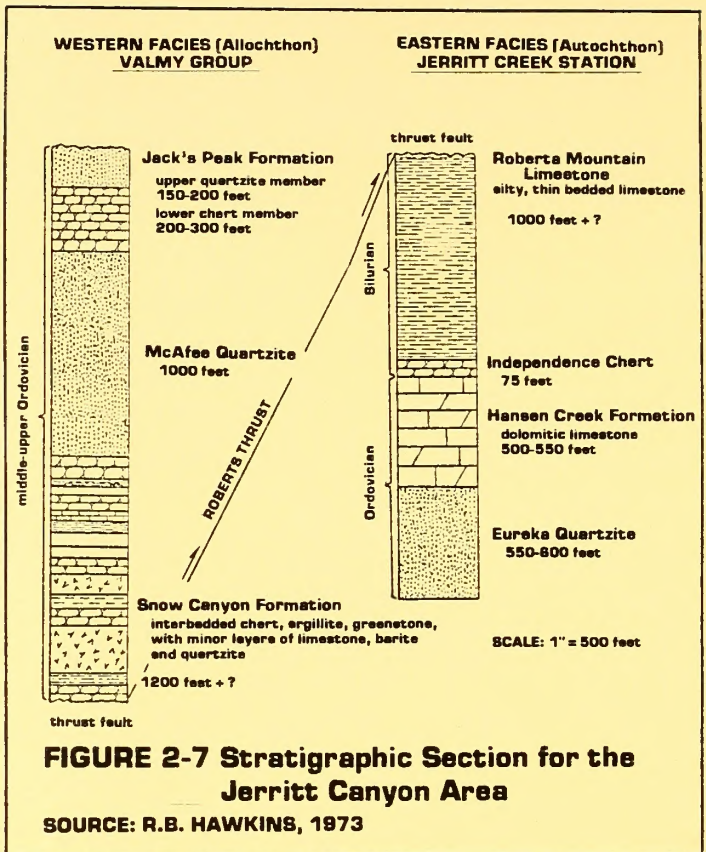 WESTERN FACIES (Allochthon)
VALMY GROUP
Jack's Peak Formation
upper quartzite member
150-200 feet
lower chert member
200-300 feet
McAfee Quartzite
1000 feet
middle-upper Ordovician
ROBERTS THRUST
Snow Canyon Formation
interbedded chert, argillite, greenstone,
with minor layers of limestone, barite
and quartzite
1200 feet + ?
thrust fault
EASTERN FACIES (Autochthon)
JERRITT CREEK STATION
thrust fault
Roberta Mountain
Limestone
silty, thin bedded limestone
1000 feet + ?
Silurian
Independence Chert
75 feet
Hansen Creek Formation
dolomitic limestone
500-550 feet
Ordovician
Eureka Quartzite
550-600 feet
SCALE: 1" = 500 feet
FIGURE 2-7 Stratigraphic Section for the
Jerritt Canyon Area
SOURCE: R.B. HAWKINS, 1973